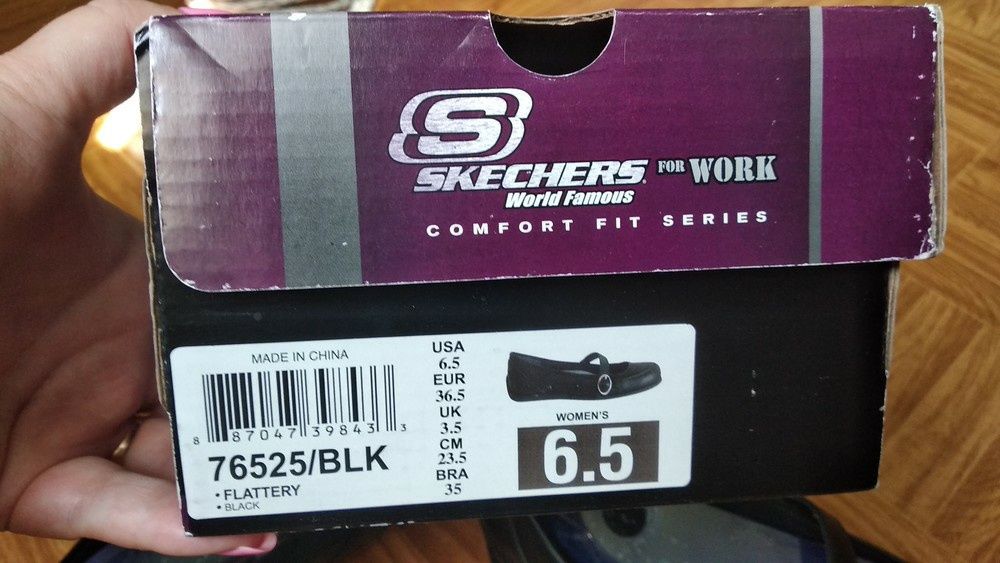 S
SKECHERS FOR WORK
World Famous
COMFORT FIT SERIES
MADE IN CHINA
8 87047 39843 3
76525/BLK
• FLATTERY
• BLACK
USA
6.5
EUR
36.5
UK
3.5
CM
23.5
BRA
35
WOMEN'S
6.5